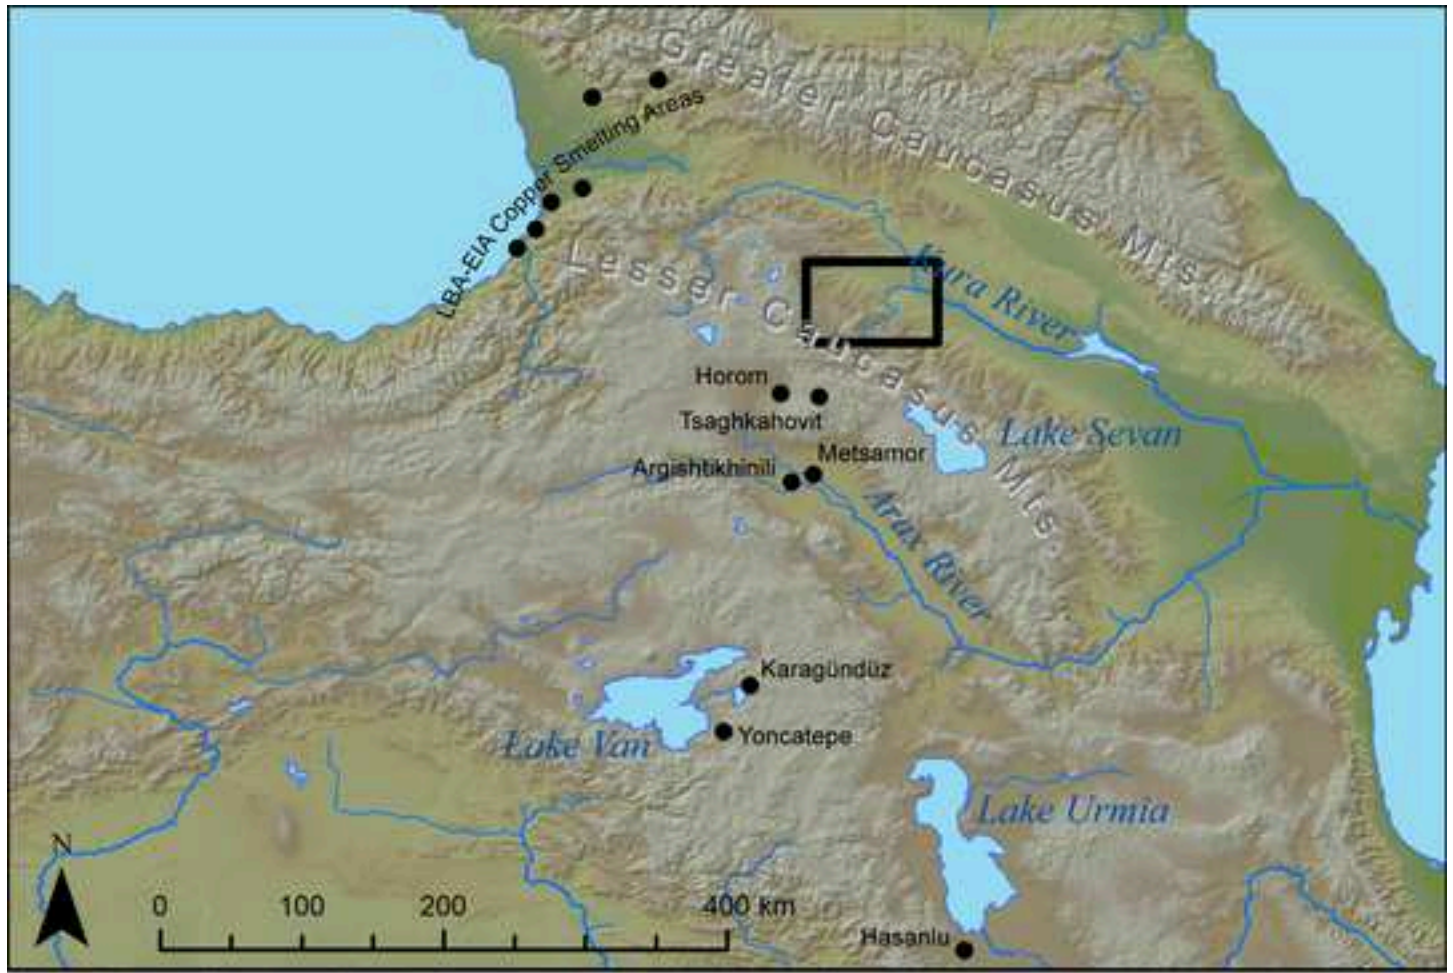 Greater Caucasus Mts.
LBA-EIA Copper Smelting Areas
Lesser Caucasus Mts.
Kura River
Horom
Tsaghkahovit
Lake Sevan
Metsamor
Argishtikhinili
Arax River
Karagündüz
Yoncatepe
Lake Van
Lake Urmia
N
0 100 200 400 km
Hasanlu